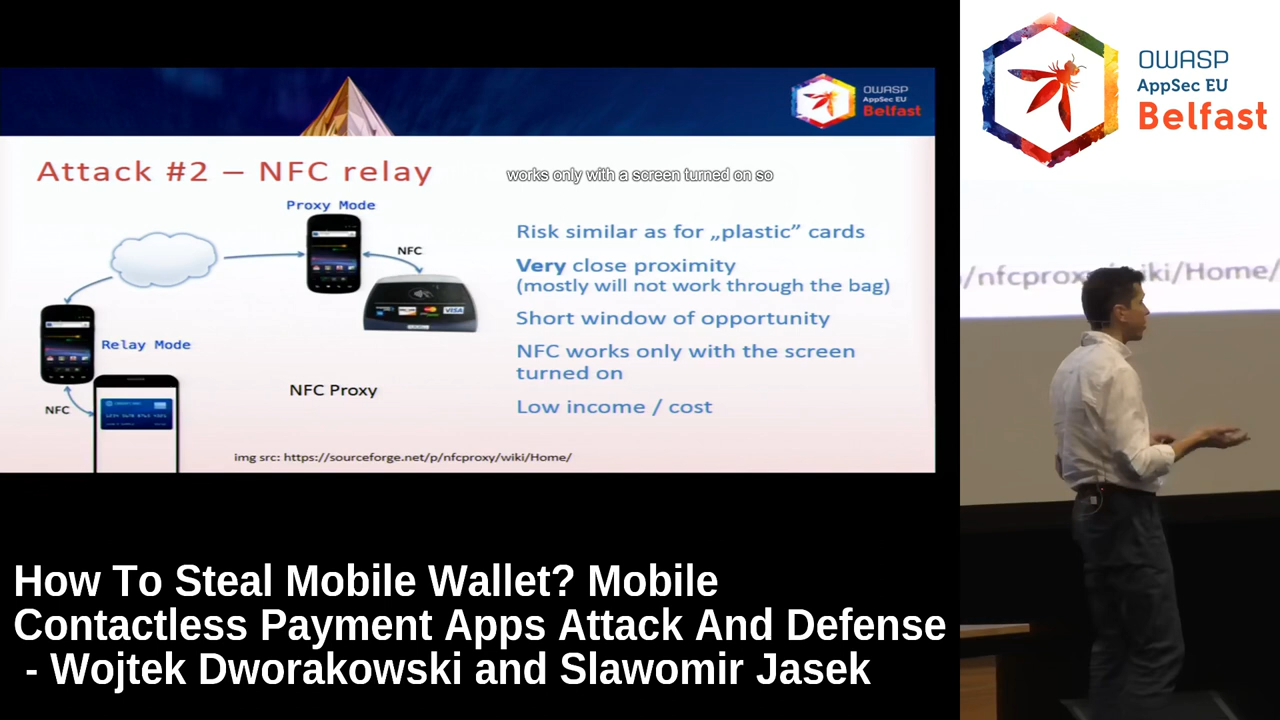 OWASP
AppSec EU
Belfast
OWASP
AppSec EU
Belfast
Attack #2 – NFC relay
works only with a screen turned on so
Proxy Mode
NFC
Relay Mode
NFC
NFC Proxy
Risk similar as for „plastic” cards
Very close proximity
(mostly will not work through the bag)
Short window of opportunity
NFC works only with the screen
turned on
Low income / cost
VISA
img src: https://sourceforge.net/p/nfcproxy/wiki/Home/
/nfcproxy/wiki/Home/
How To Steal Mobile Wallet? Mobile
Contactless Payment Apps Attack And Defense
- Wojtek Dworakowski and Slawomir Jasek